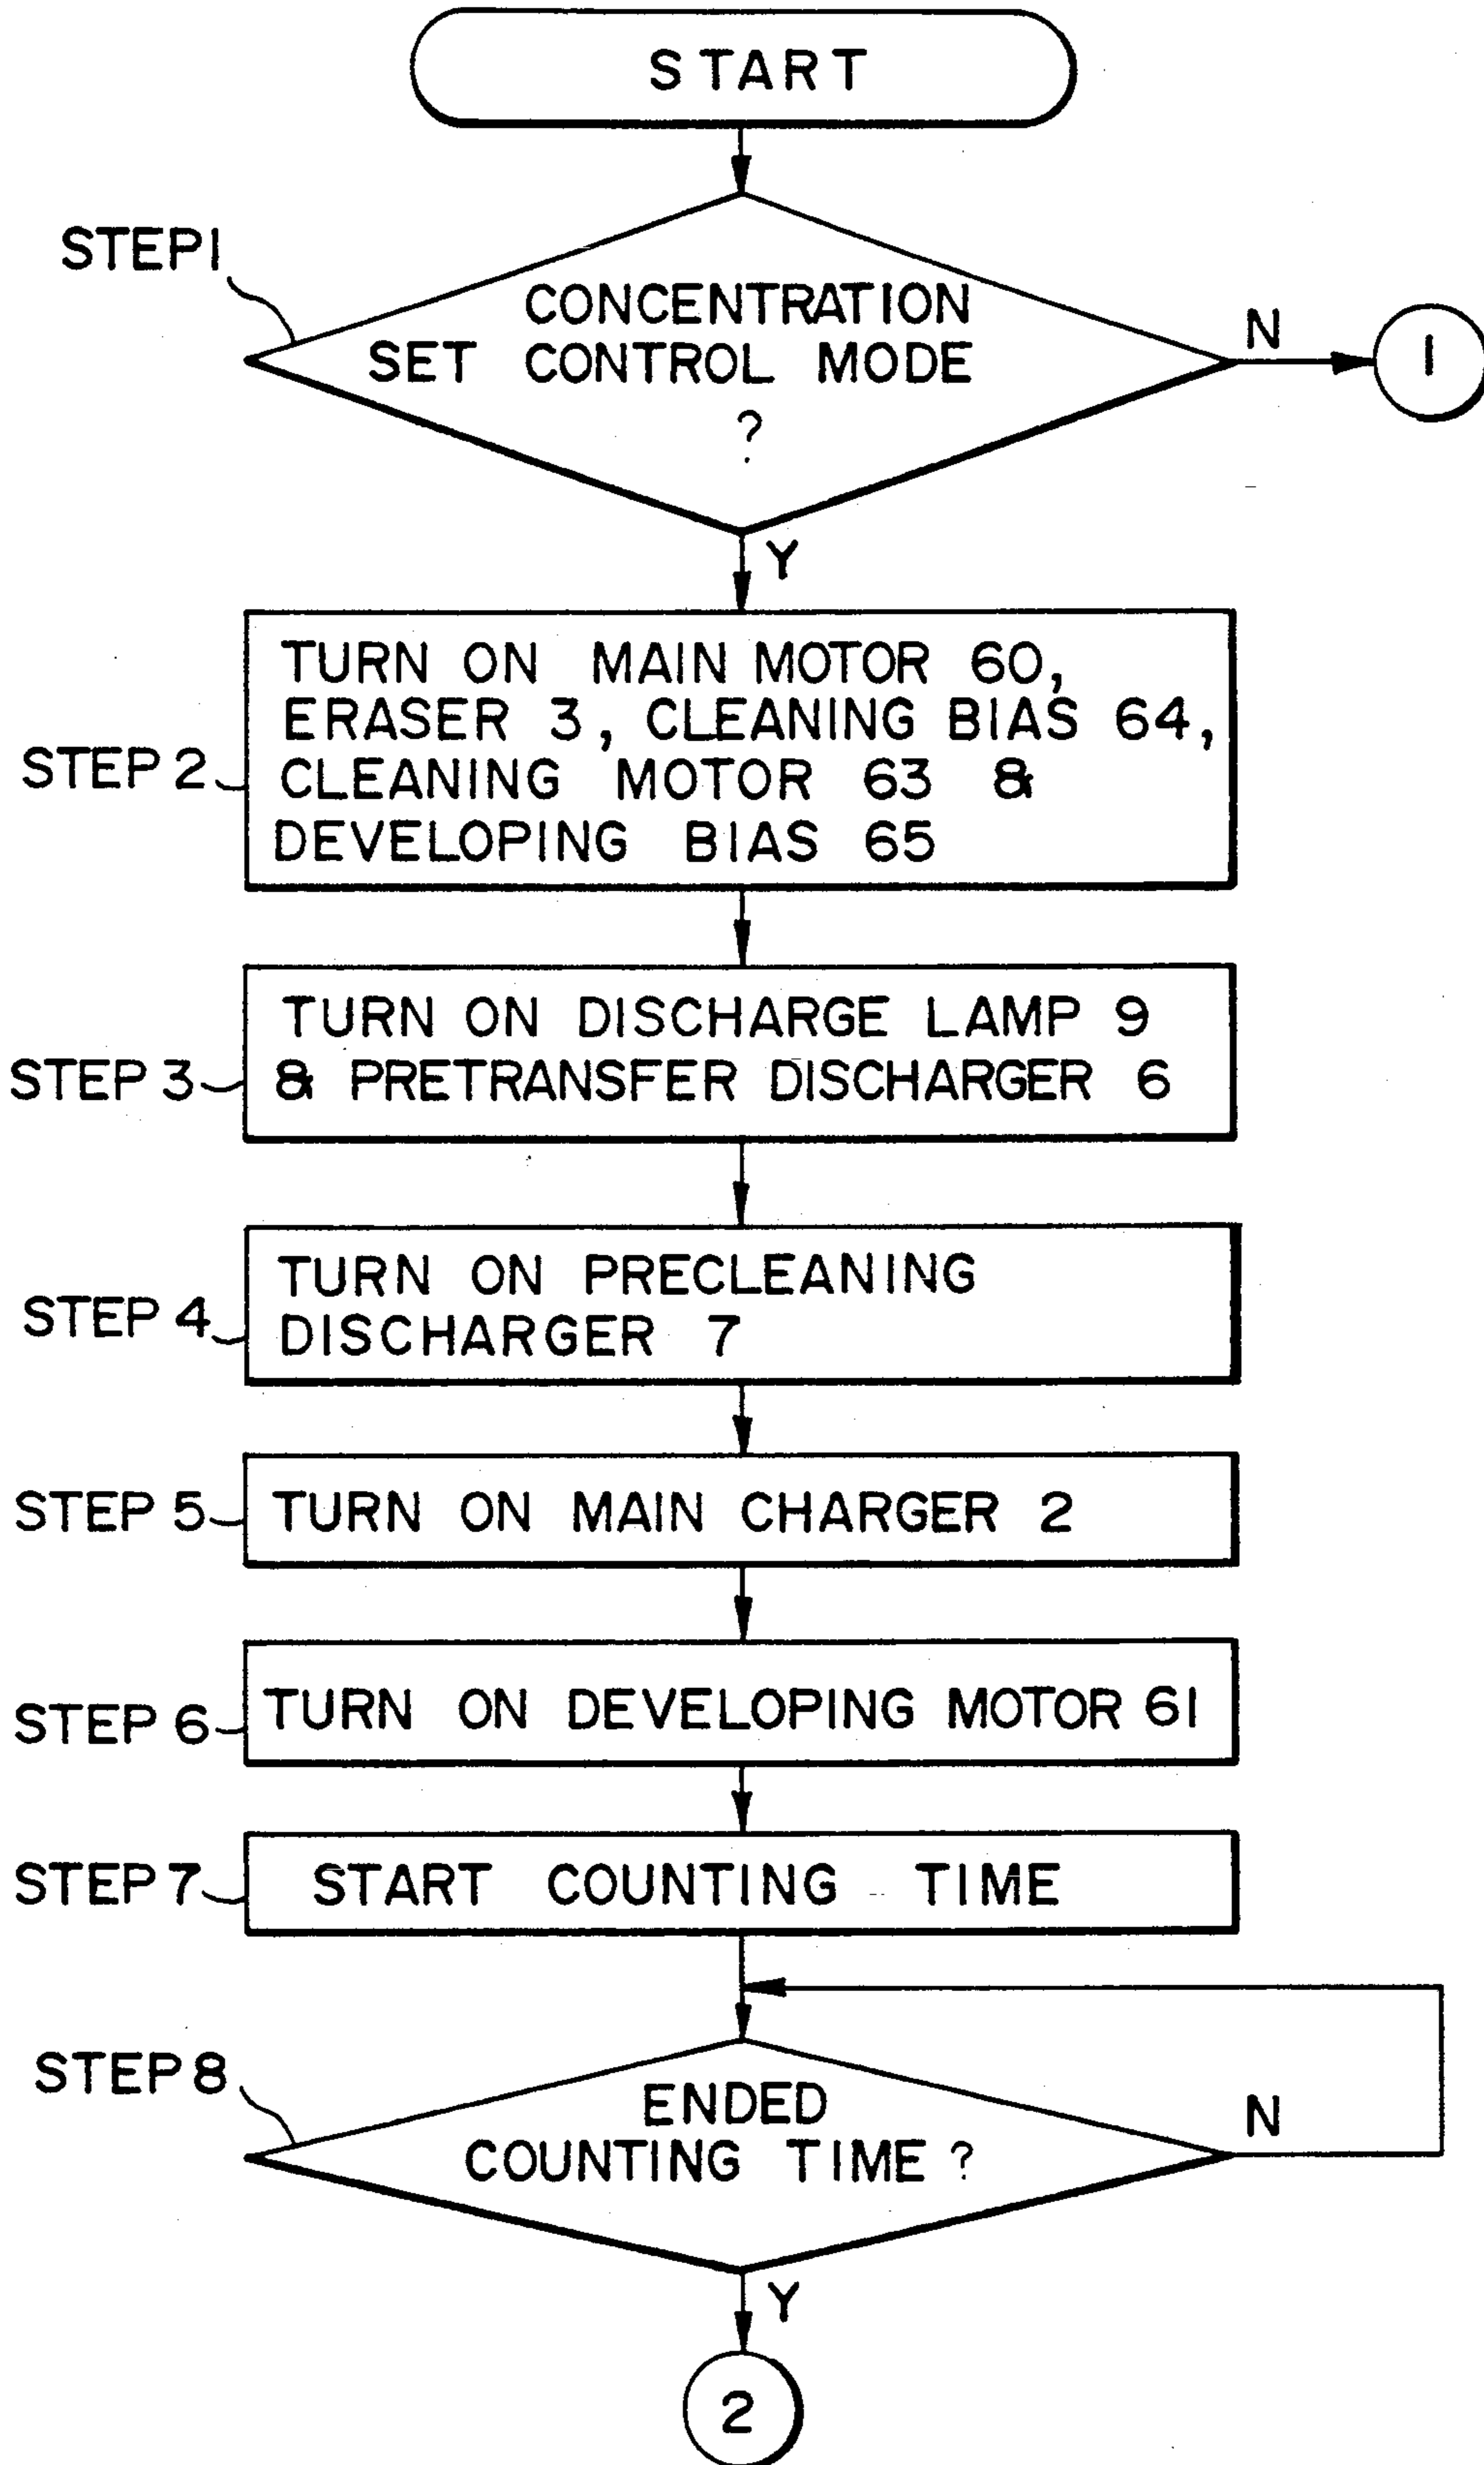 START
STEP1
CONCENTRATION
SET CONTROL MODE
?
N
1
Y
STEP 2
TURN ON MAIN MOTOR 60,
ERASER 3, CLEANING BIAS 64,
CLEANING MOTOR 63 &
DEVELOPING BIAS 65
STEP 3
TURN ON DISCHARGE LAMP 9
& PRETRANSFER DISCHARGER 6
STEP 4
TURN ON PRECLEANING
DISCHARGER 7
STEP 5
TURN ON MAIN CHARGER 2
STEP 6
TURN ON DEVELOPING MOTOR 61
STEP 7
START COUNTING TIME
STEP 8
ENDED
COUNTING TIME ?
N
Y
2